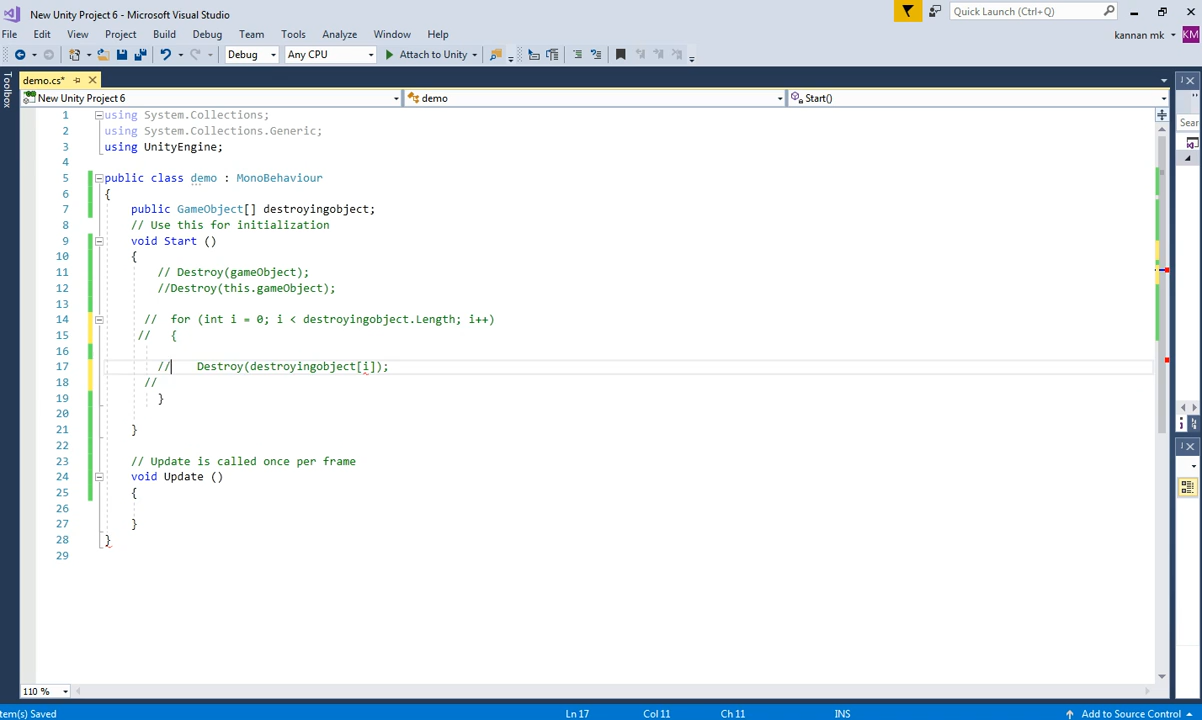 New Unity Project 6 - Microsoft Visual Studio
Quick Launch (Ctrl+Q)
File Edit View Project Build Debug Team Tools Analyze Window Help
kannan mk KM
Debug Any CPU Attach to Unity
Toolbox
demo.cs*
New Unity Project 6 demo Start()
Sear
1 using System.Collections;
2 using System.Collections.Generic;
3 using UnityEngine;
4
5 public class demo : MonoBehaviour
6 {
7 public GameObject[] destroyingobject;
8 // Use this for initialization
9 void Start ()
10 {
11 // Destroy(gameObject);
12 //Destroy(this.gameObject);
13
14 // for (int i = 0; i < destroyingobject.Length; i++)
15 // {
16
17 // Destroy(destroyingobject[i]);
18 //
19 }
20
21 }
22
23 // Update is called once per frame
24 void Update ()
25 {
26
27 }
28 }
29
110 %
tem(s) Saved Ln 17 Col 11 Ch 11 INS Add to Source Control